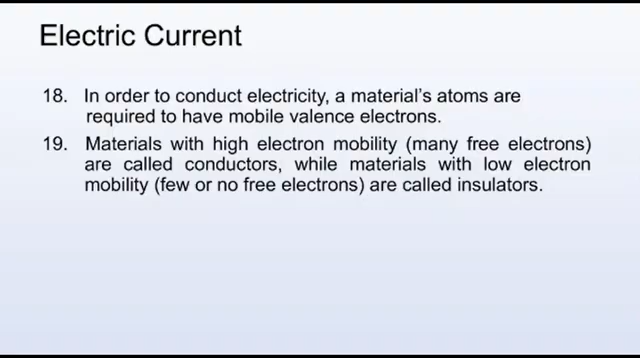 Electric Current
18. In order to conduct electricity, a material's atoms are
required to have mobile valence electrons.
19. Materials with high electron mobility (many free electrons)
are called conductors, while materials with low electron
mobility (few or no free electrons) are called insulators.